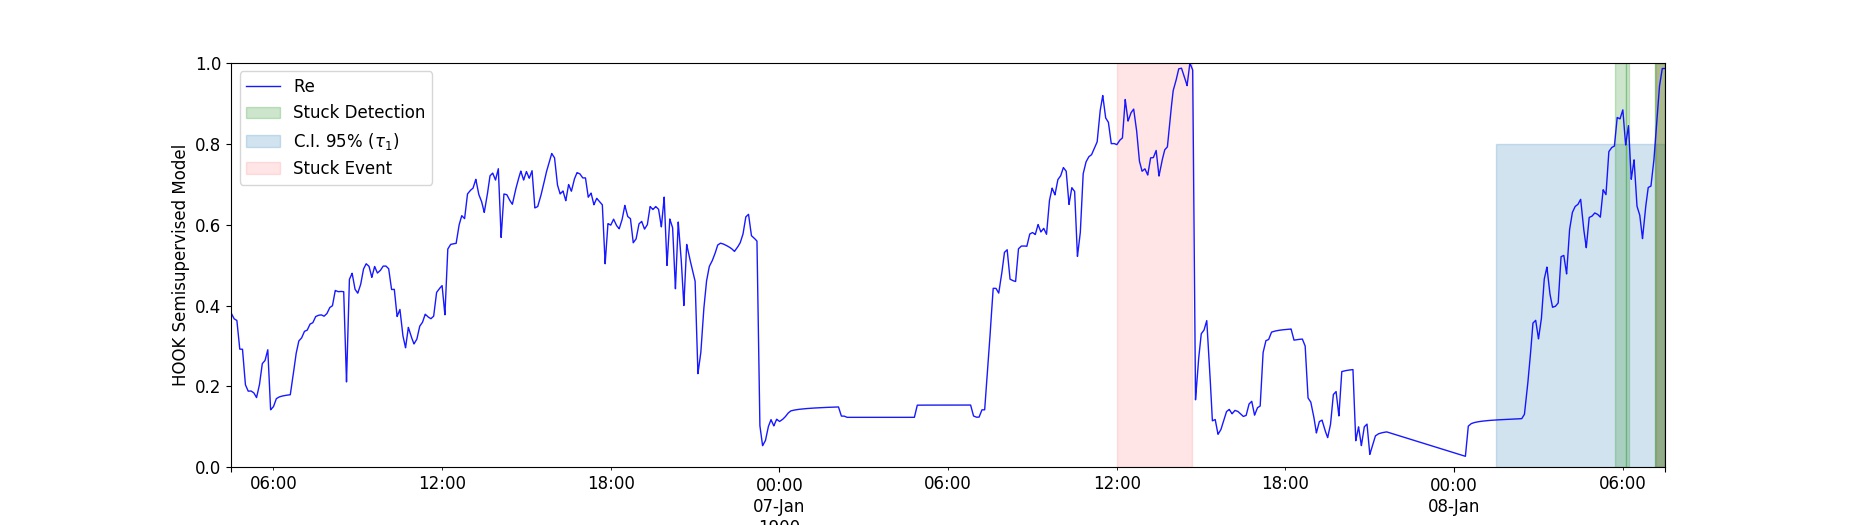 HOOK Semisupervised Model
1.0
0.8
0.6
0.4
0.2
0.0
Re
Stuck Detection
C.I. 95% (τ₁)
Stuck Event
06:00
12:00
18:00
00:00
06:00
12:00
18:00
00:00
06:00
07-Jan
08-Jan
1900